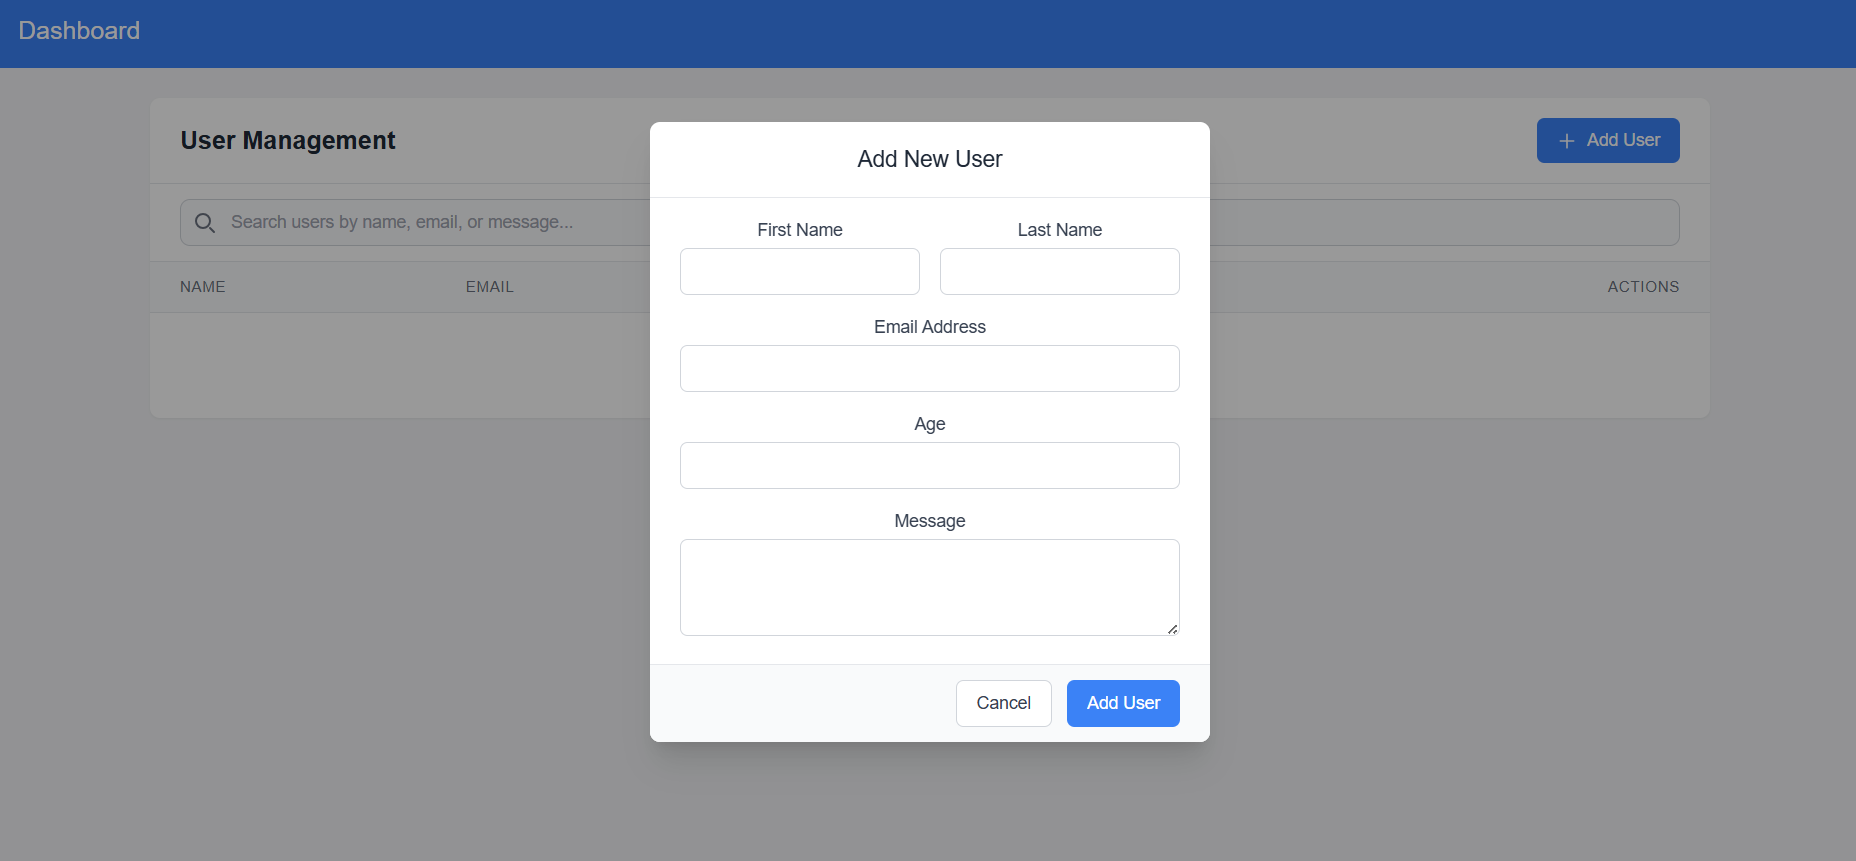 Dashboard
User Management
Add User
Search users by name, email, or message...
NAME EMAIL ACTIONS
Add New User
First Name Last Name
Email Address
Age
Message
Cancel Add User